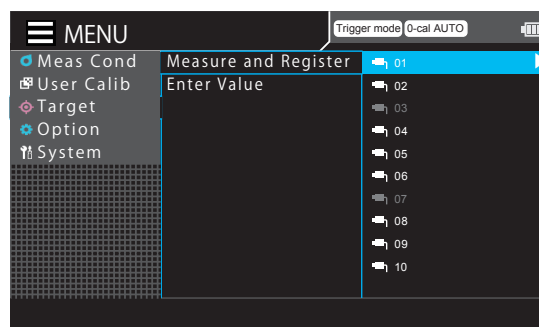 MENU
Trigger mode 0-cal AUTO
Meas Cond
User Calib
Target
Option
System
Measure and Register
Enter Value
01
02
03
04
05
06
07
08
09
10